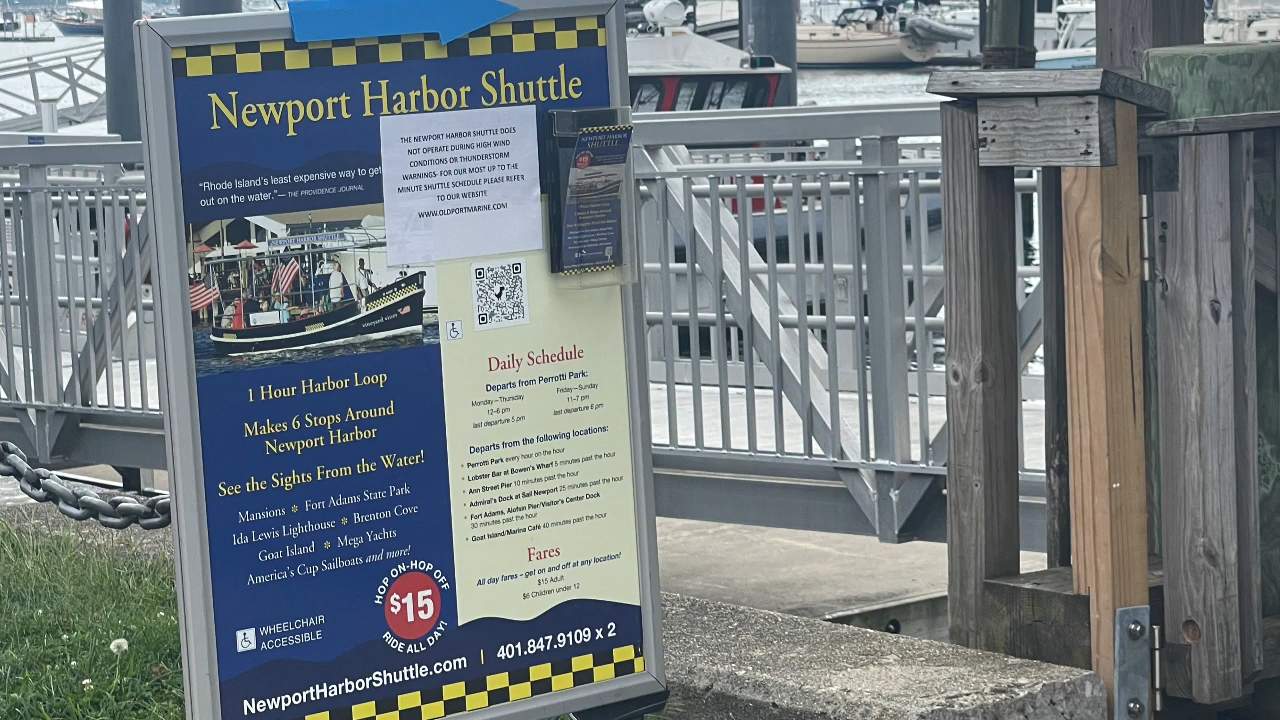 Newport Harbor Shuttle
THE NEWPORT HARBOR SHUTTLE DOES
NOT OPERATE DURING HIGH WIND
CONDITIONS OR THUNDERSTORM
WARNINGS- FOR OUR MOST UP TO THE
MINUTE SHUTTLE SCHEDULE PLEASE REFER
TO OUR WEBSITE
WWW.OLDPORTMARINE.COM
"Rhode Island's least expensive way to get
out on the water."— THE PROVIDENCE JOURNAL
NEWPORT HARBOR
SHUTTLE
NEWPORT HARBOR SHUTTLE
vineyard vines
1 Hour Harbor Loop
Makes 6 Stops Around
Newport Harbor
See the Sights From the Water!
Mansions ✵ Fort Adams State Park
Ida Lewis Lighthouse ✵ Brenton Cove
Goat Island ✵ Mega Yachts
America's Cup Sailboats and more!
HOP ON-HOP OFF
$15
RIDE ALL DAY!
WHEELCHAIR
ACCESSIBLE
Daily Schedule
Departs from Perrotti Park:
Monday—Thursday
12–6 pm
last departure 5 pm
Friday—Sunday
11–7 pm
last departure 6 pm
Departs from the following locations:
• Perrotti Park every hour on the hour
• Lobster Bar at Bowen's Wharf 5 minutes past the hour
• Ann Street Pier 10 minutes past the hour
• Admiral's Dock at Sail Newport 25 minutes past the hour
• Fort Adams, Alofsin Pier/Visitor's Center Dock
30 minutes past the hour
• Goat Island/Marina Café 40 minutes past the hour
Fares
All day fares – get on and off at any location!
$15 Adult
$6 Children under 12
NewportHarborShuttle.com | 401.847.9109 x 2